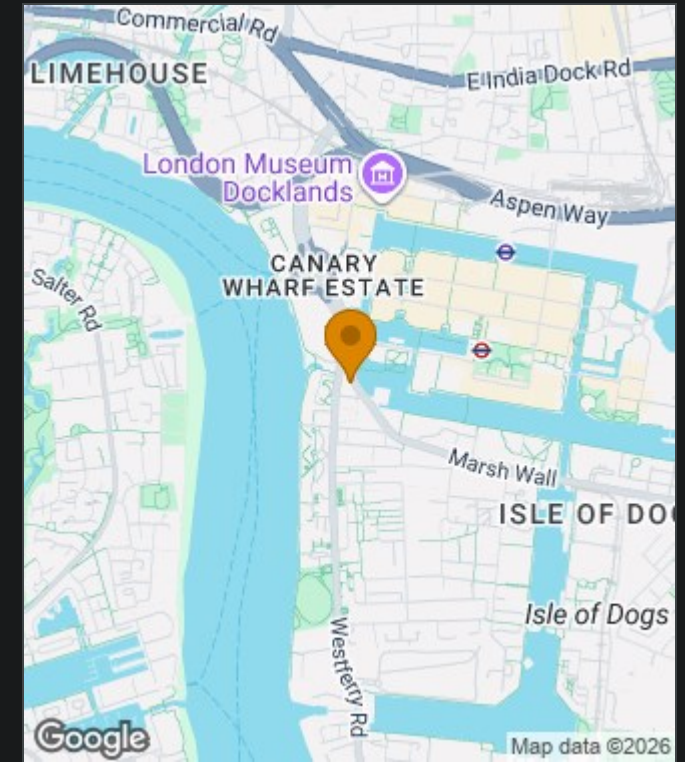 Commercial Rd
LIMEHOUSE
E India Dock Rd
London Museum
Docklands
Aspen Way
CANARY
WHARF ESTATE
Salter Rd
Marsh Wall
ISLE OF DO
Isle of Dogs
Westferry Rd
Google
Map data ©2026